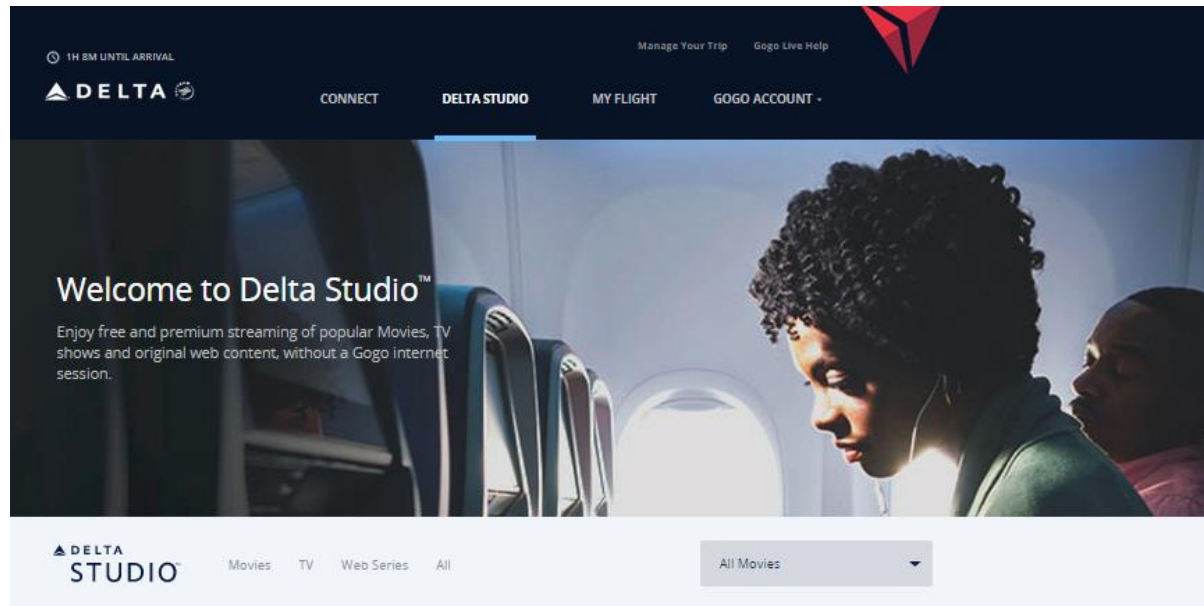 1H 8M UNTIL ARRIVAL
Manage Your Trip Gogo Live Help
DELTA
CONNECT DELTA STUDIO MY FLIGHT GOGO ACCOUNT
Welcome to Delta Studio™
Enjoy free and premium streaming of popular Movies, TV
shows and original web content, without a Gogo internet
session.
DELTA
STUDIO
Movies TV Web Series All
All Movies